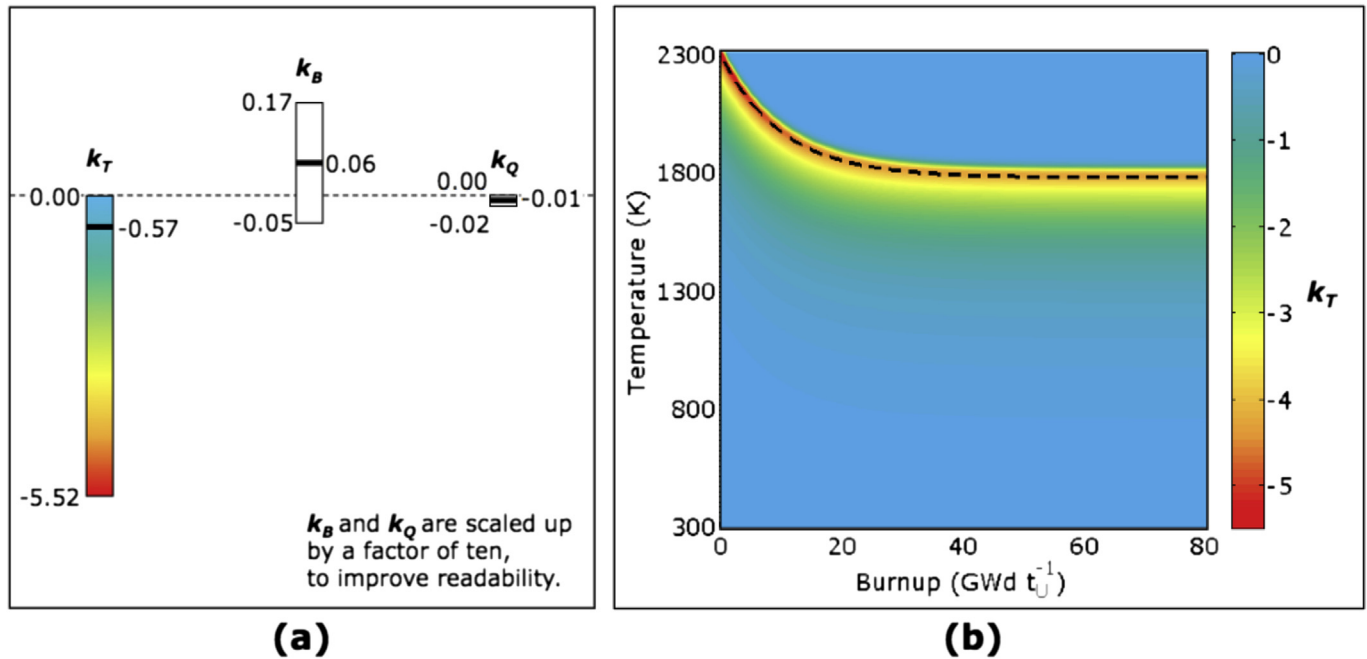 k_B
0.17
k_T
0.06
k_Q
0.00
0.00
-0.01
-0.57
-0.05
-0.02
-5.52
k_B and k_Q are scaled up
by a factor of ten,
to improve readability.
(a)
2300
1800
1300
800
300
Temperature (K)
0 20 40 60 80
Burnup (GWd t_U^-1)
0
-1
-2
-3
-4
-5
k_T
(b)